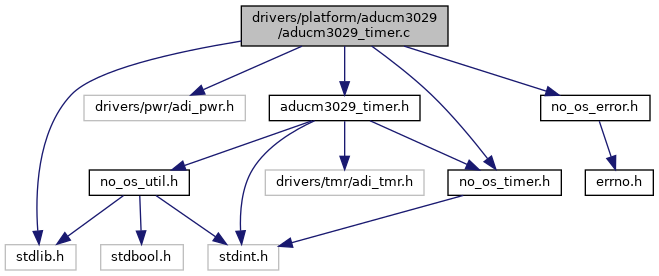 drivers/platform/aducm3029
/aducm3029_timer.c
drivers/pwr/adi_pwr.h
aducm3029_timer.h
no_os_error.h
no_os_util.h
drivers/tmr/adi_tmr.h
no_os_timer.h
errno.h
stdlib.h
stdbool.h
stdint.h